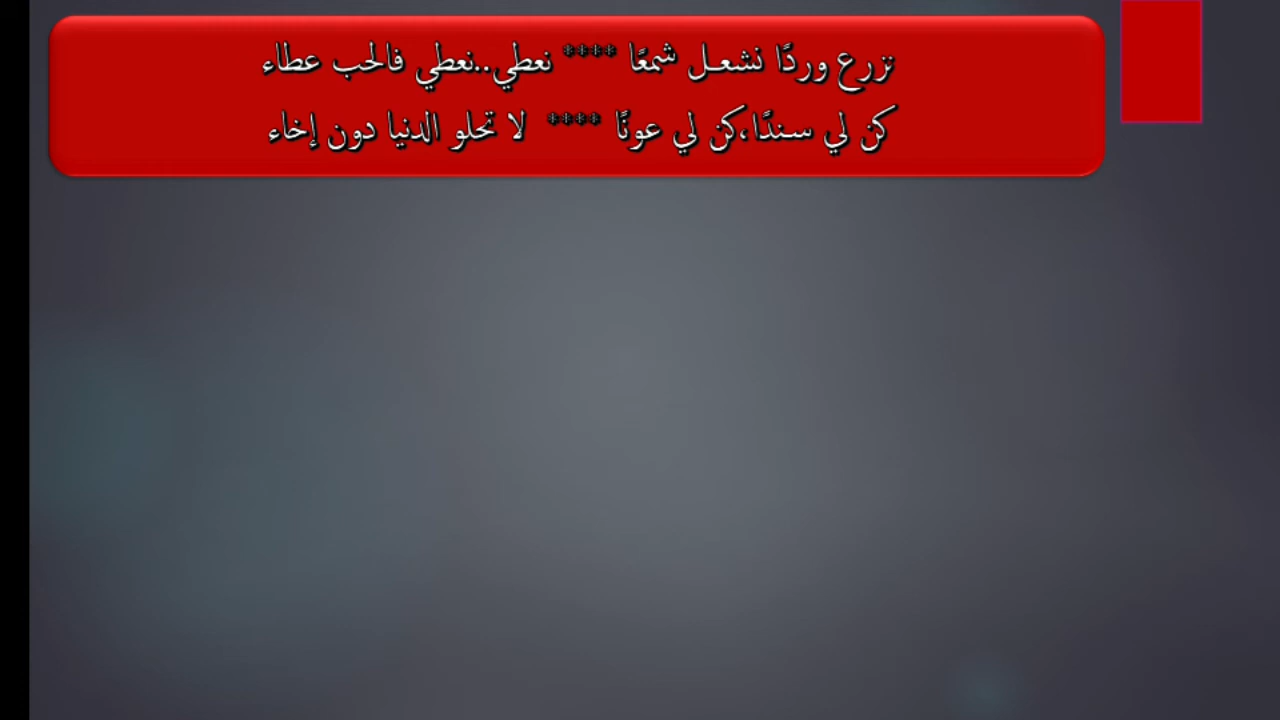 نزرع وردًا نشعل شمعًا **** نعطي..نعطي فالحب عطاء
كن لي سندًا،كن لي عونًا **** لا تحلو الدنيا دون إخاء